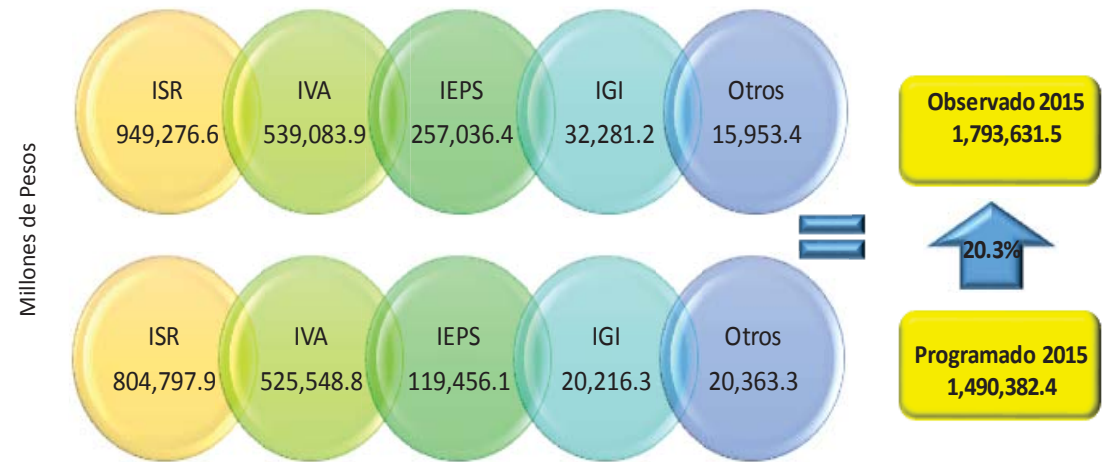 Millones de Pesos
ISR
949,276.6
IVA
539,083.9
IEPS
257,036.4
IGI
32,281.2
Otros
15,953.4
Observado 2015
1,793,631.5
20.3%
ISR
804,797.9
IVA
525,548.8
IEPS
119,456.1
IGI
20,216.3
Otros
20,363.3
Programado 2015
1,490,382.4